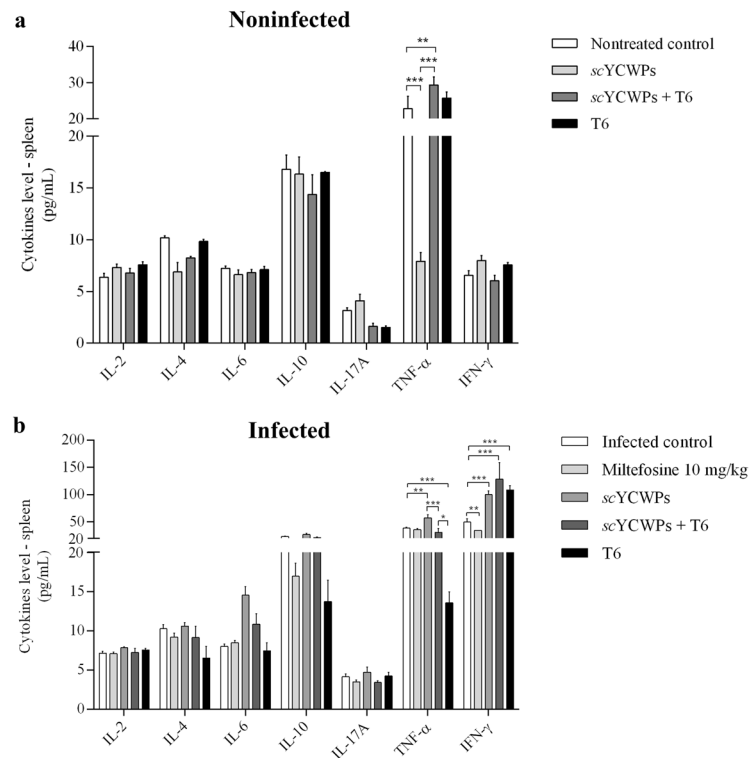 a
Noninfected
Cytokines level - spleen
(pg/mL)
40
30
20
20
15
10
5
0
**
***
***
IL-2
IL-4
IL-6
IL-10
IL-17A
TNF-α
IFN-γ
Nontreated control
scYCWPs
scYCWPs + T6
T6
b
Infected
Cytokines level - spleen
(pg/mL)
200
150
100
50
20
20
15
10
5
0
***
**
***
*
***
***
***
**
IL-2
IL-4
IL-6
IL-10
IL-17A
TNF-α
IFN-γ
Infected control
Miltefosine 10 mg/kg
scYCWPs
scYCWPs + T6
T6